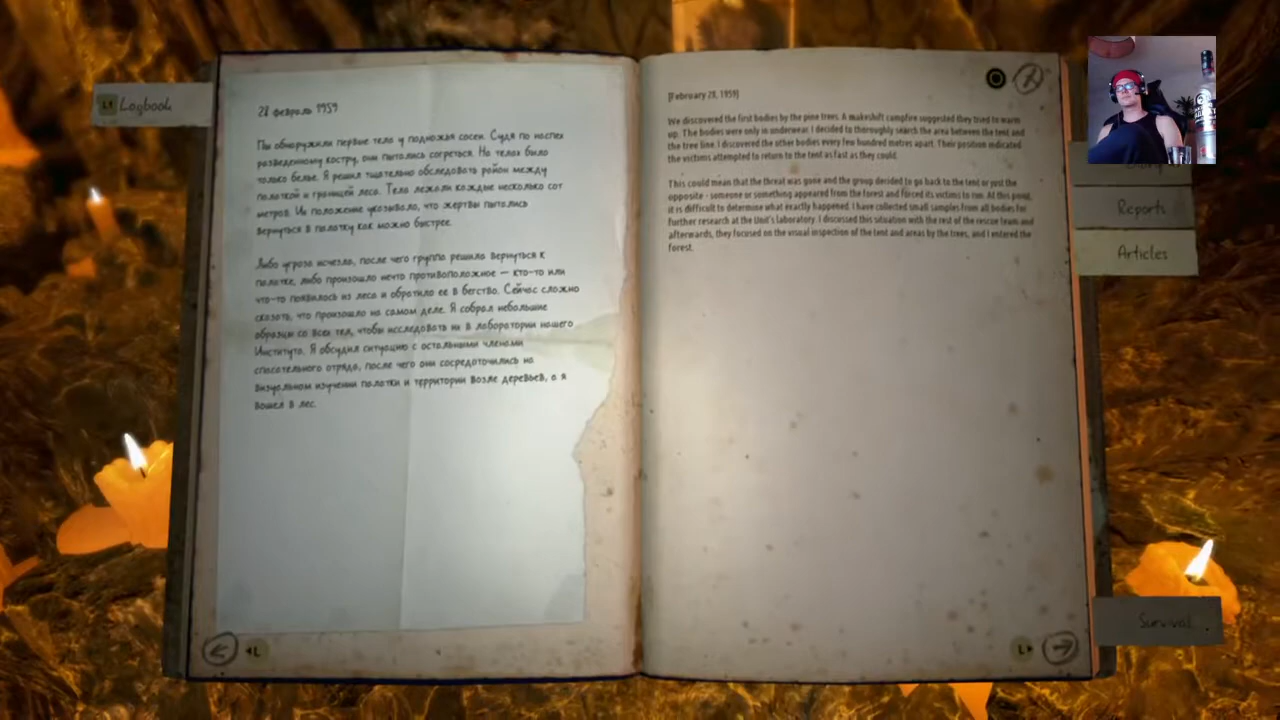 L1 Logbook
28 февраль 1959
Мы обнаружили первые тела у подножия сосен. Судя по наспех
разведенному костру, они пытались согреться. На телах было
только белье. Я решил тщательно обследовать район между
палаткой и границей леса. Тела лежали каждые несколько сот
метров. Их положение указывало, что жертвы пытались
вернуться в палатку как можно быстрее.
Либо угроза исчезла, после чего группа решила вернуться к
палатке, либо произошло нечто противоположное — кто-то или
что-то появилось из леса и обратило ее в бегство. Сейчас сложно
сказать, что произошло на самом деле. Я собрал небольшие
образцы со всех тел, чтобы исследовать их в лаборатории нашего
Института. Я обсудил ситуацию с остальными членами
спасательного отряда, после чего они сосредоточились на
визуальном изучении палатки и территории возле деревьев, а я
вошел в лес.
L
[February 28, 1959]
We discovered the first bodies by the pine trees. A makeshift campfire suggested they tried to warm
up. The bodies were only in underwear. I decided to thoroughly search the area between the tent and
the tree line. I discovered the other bodies every few hundred metres apart. Their position indicated
the victims attempted to return to the tent as fast as they could.
This could mean that the threat was gone and the group decided to go back to the tent or just the
opposite - someone or something appeared from the forest and forced its victims to run. At this point,
it is difficult to determine what exactly happened. I have collected small samples from all bodies for
further research at the Unit's laboratory. I discussed this situation with the rest of the rescue team and
afterwards, they focused on the visual inspection of the tent and areas by the trees, and I entered the
forest.
L
Reports
Articles
Survival